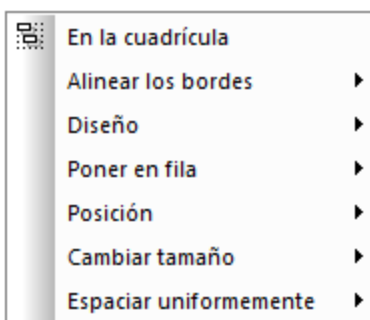 En la cuadrícula
Alinear los bordes
Diseño
Poner en fila
Posición
Cambiar tamaño
Espaciar uniformemente